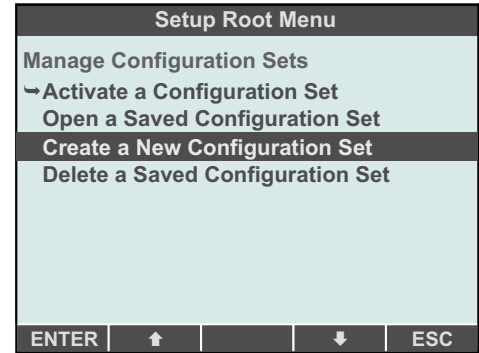 Setup Root Menu
Manage Configuration Sets
➥Activate a Configuration Set
Open a Saved Configuration Set
Create a New Configuration Set
Delete a Saved Configuration Set
ENTER ⬆ ⬇ ESC